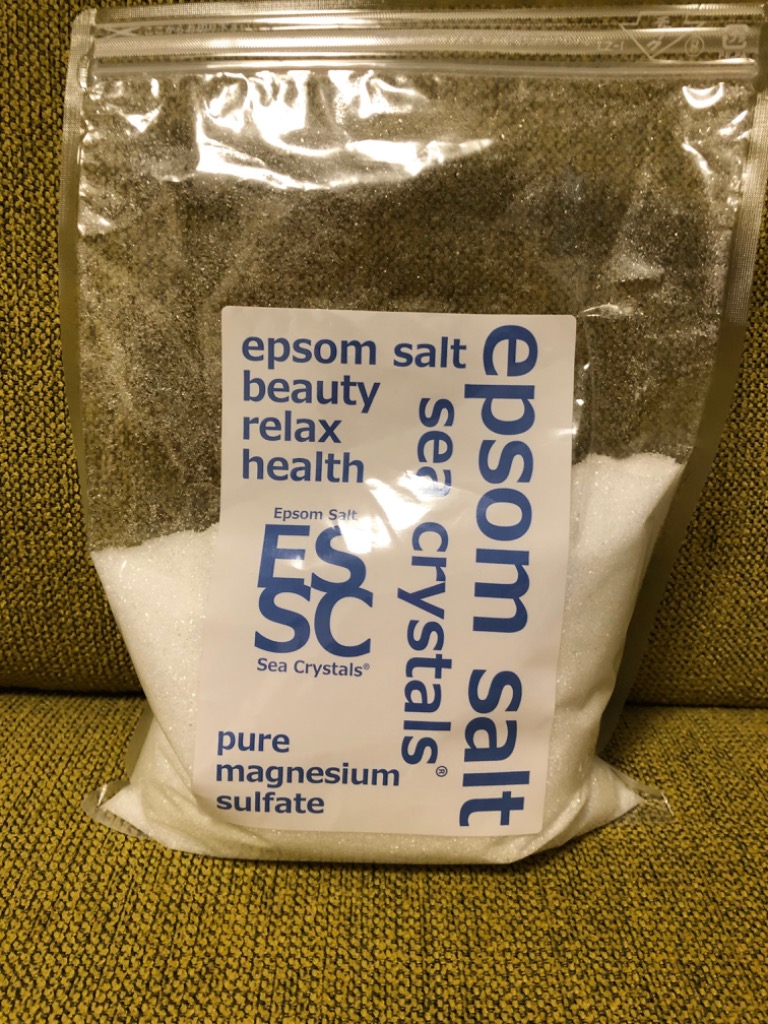 epsom salt
beauty
relax
health
Epsom Salt
ES
SC
Sea Crystals®
pure
magnesium
sulfate
sea crystals®
epsom salt